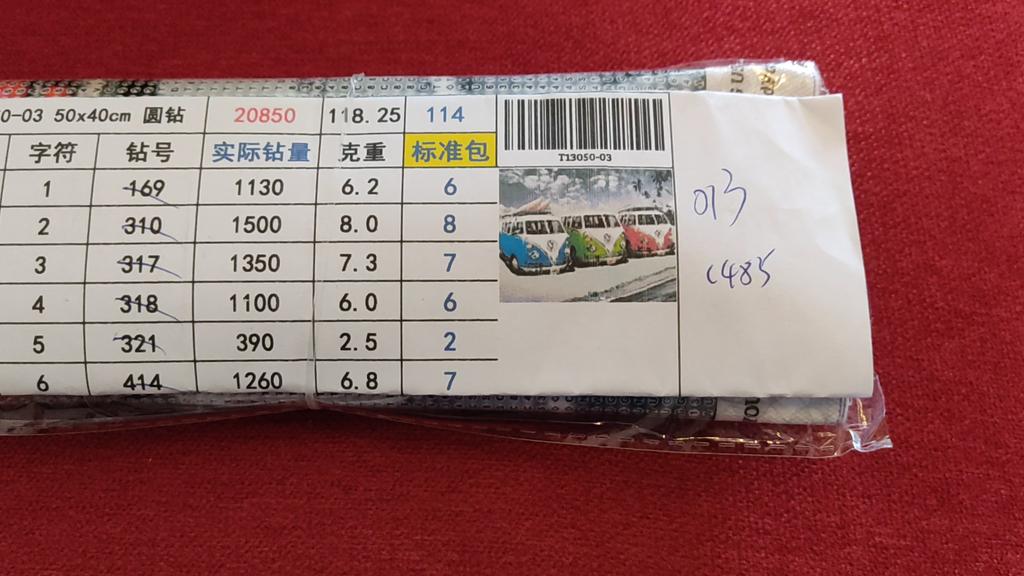 0-03 50x40cm 圆钻 20850 118.25 114
字符 钻号 实际钻量 克重 标准包
1 169 1130 6.2 6
2 310 1500 8.0 8
3 317 1350 7.3 7
4 318 1100 6.0 6
5 321 390 2.5 2
6 414 1260 6.8 7
T13050-03
013
C485